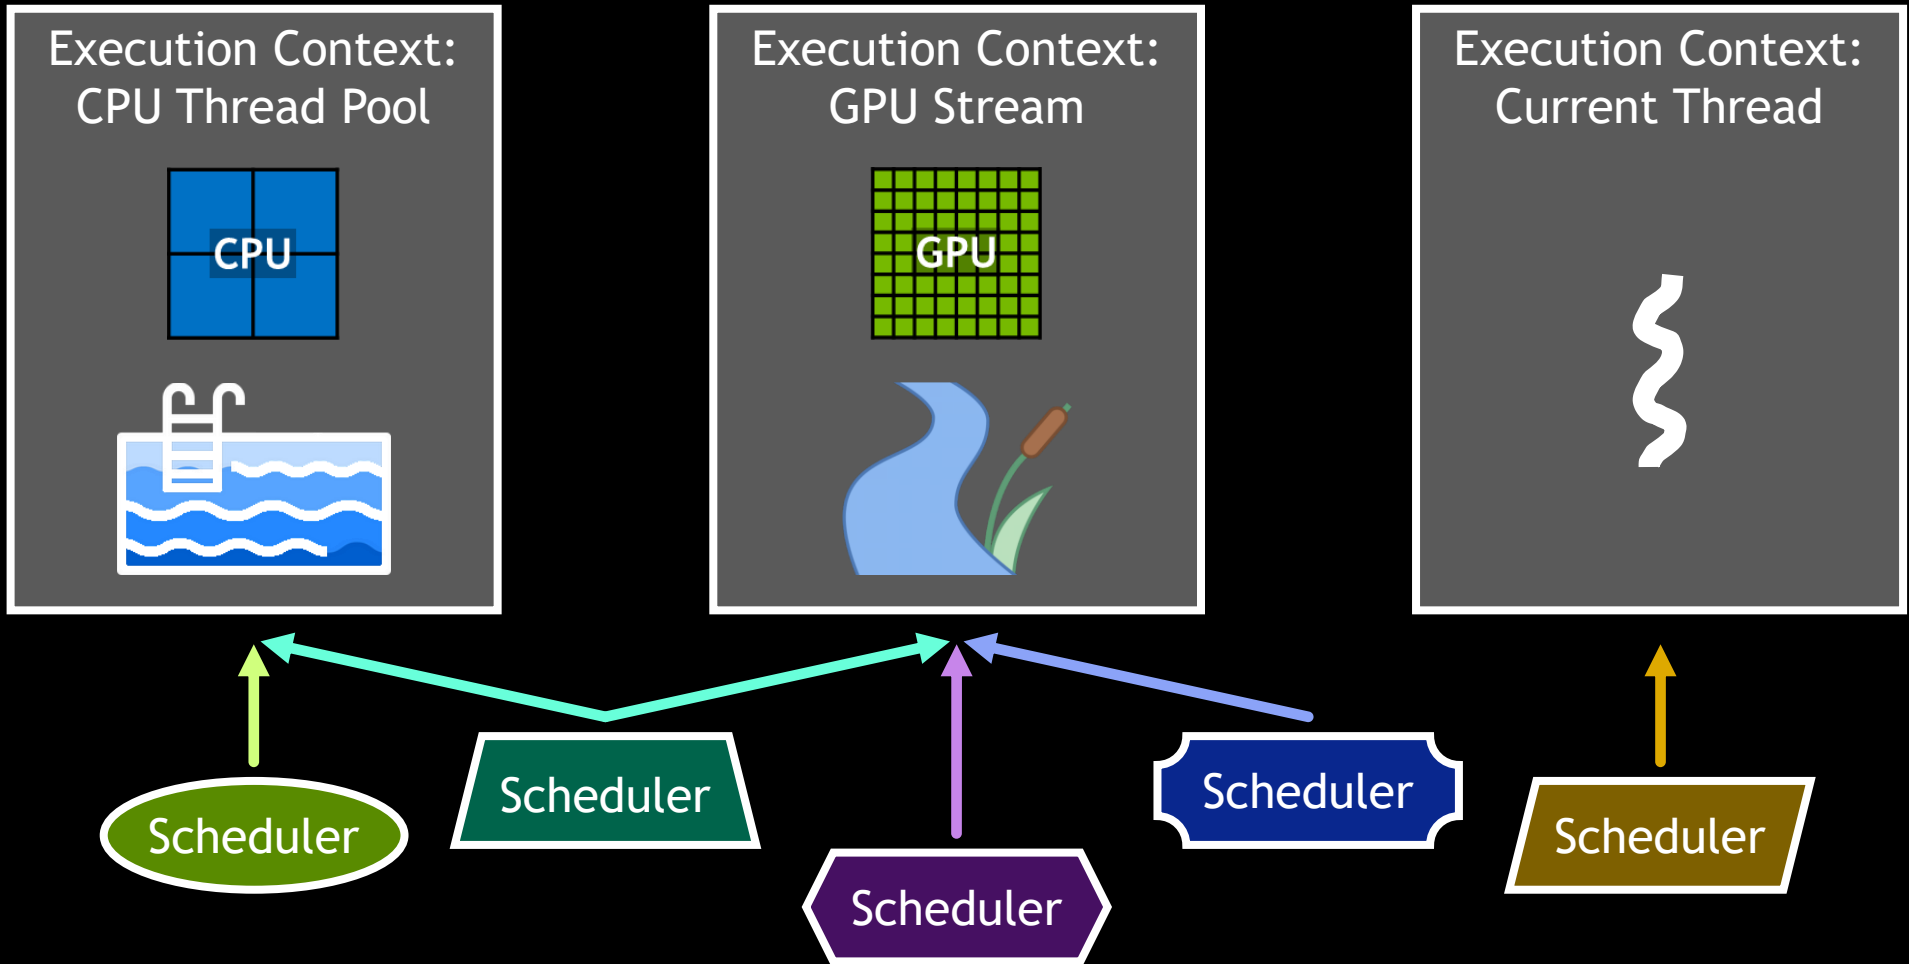 Execution Context:
CPU Thread Pool
CPU
Execution Context:
GPU Stream
GPU
Execution Context:
Current Thread
Scheduler
Scheduler
Scheduler
Scheduler
Scheduler